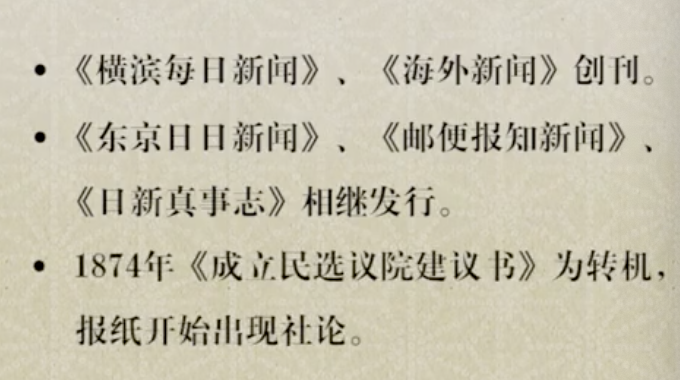 • 《横滨每日新闻》、《海外新闻》创刊。
• 《东京日日新闻》、《邮便报知新闻》、
《日新真事志》相继发行。
• 1874年《成立民选议院建议书》为转机，
报纸开始出现社论。